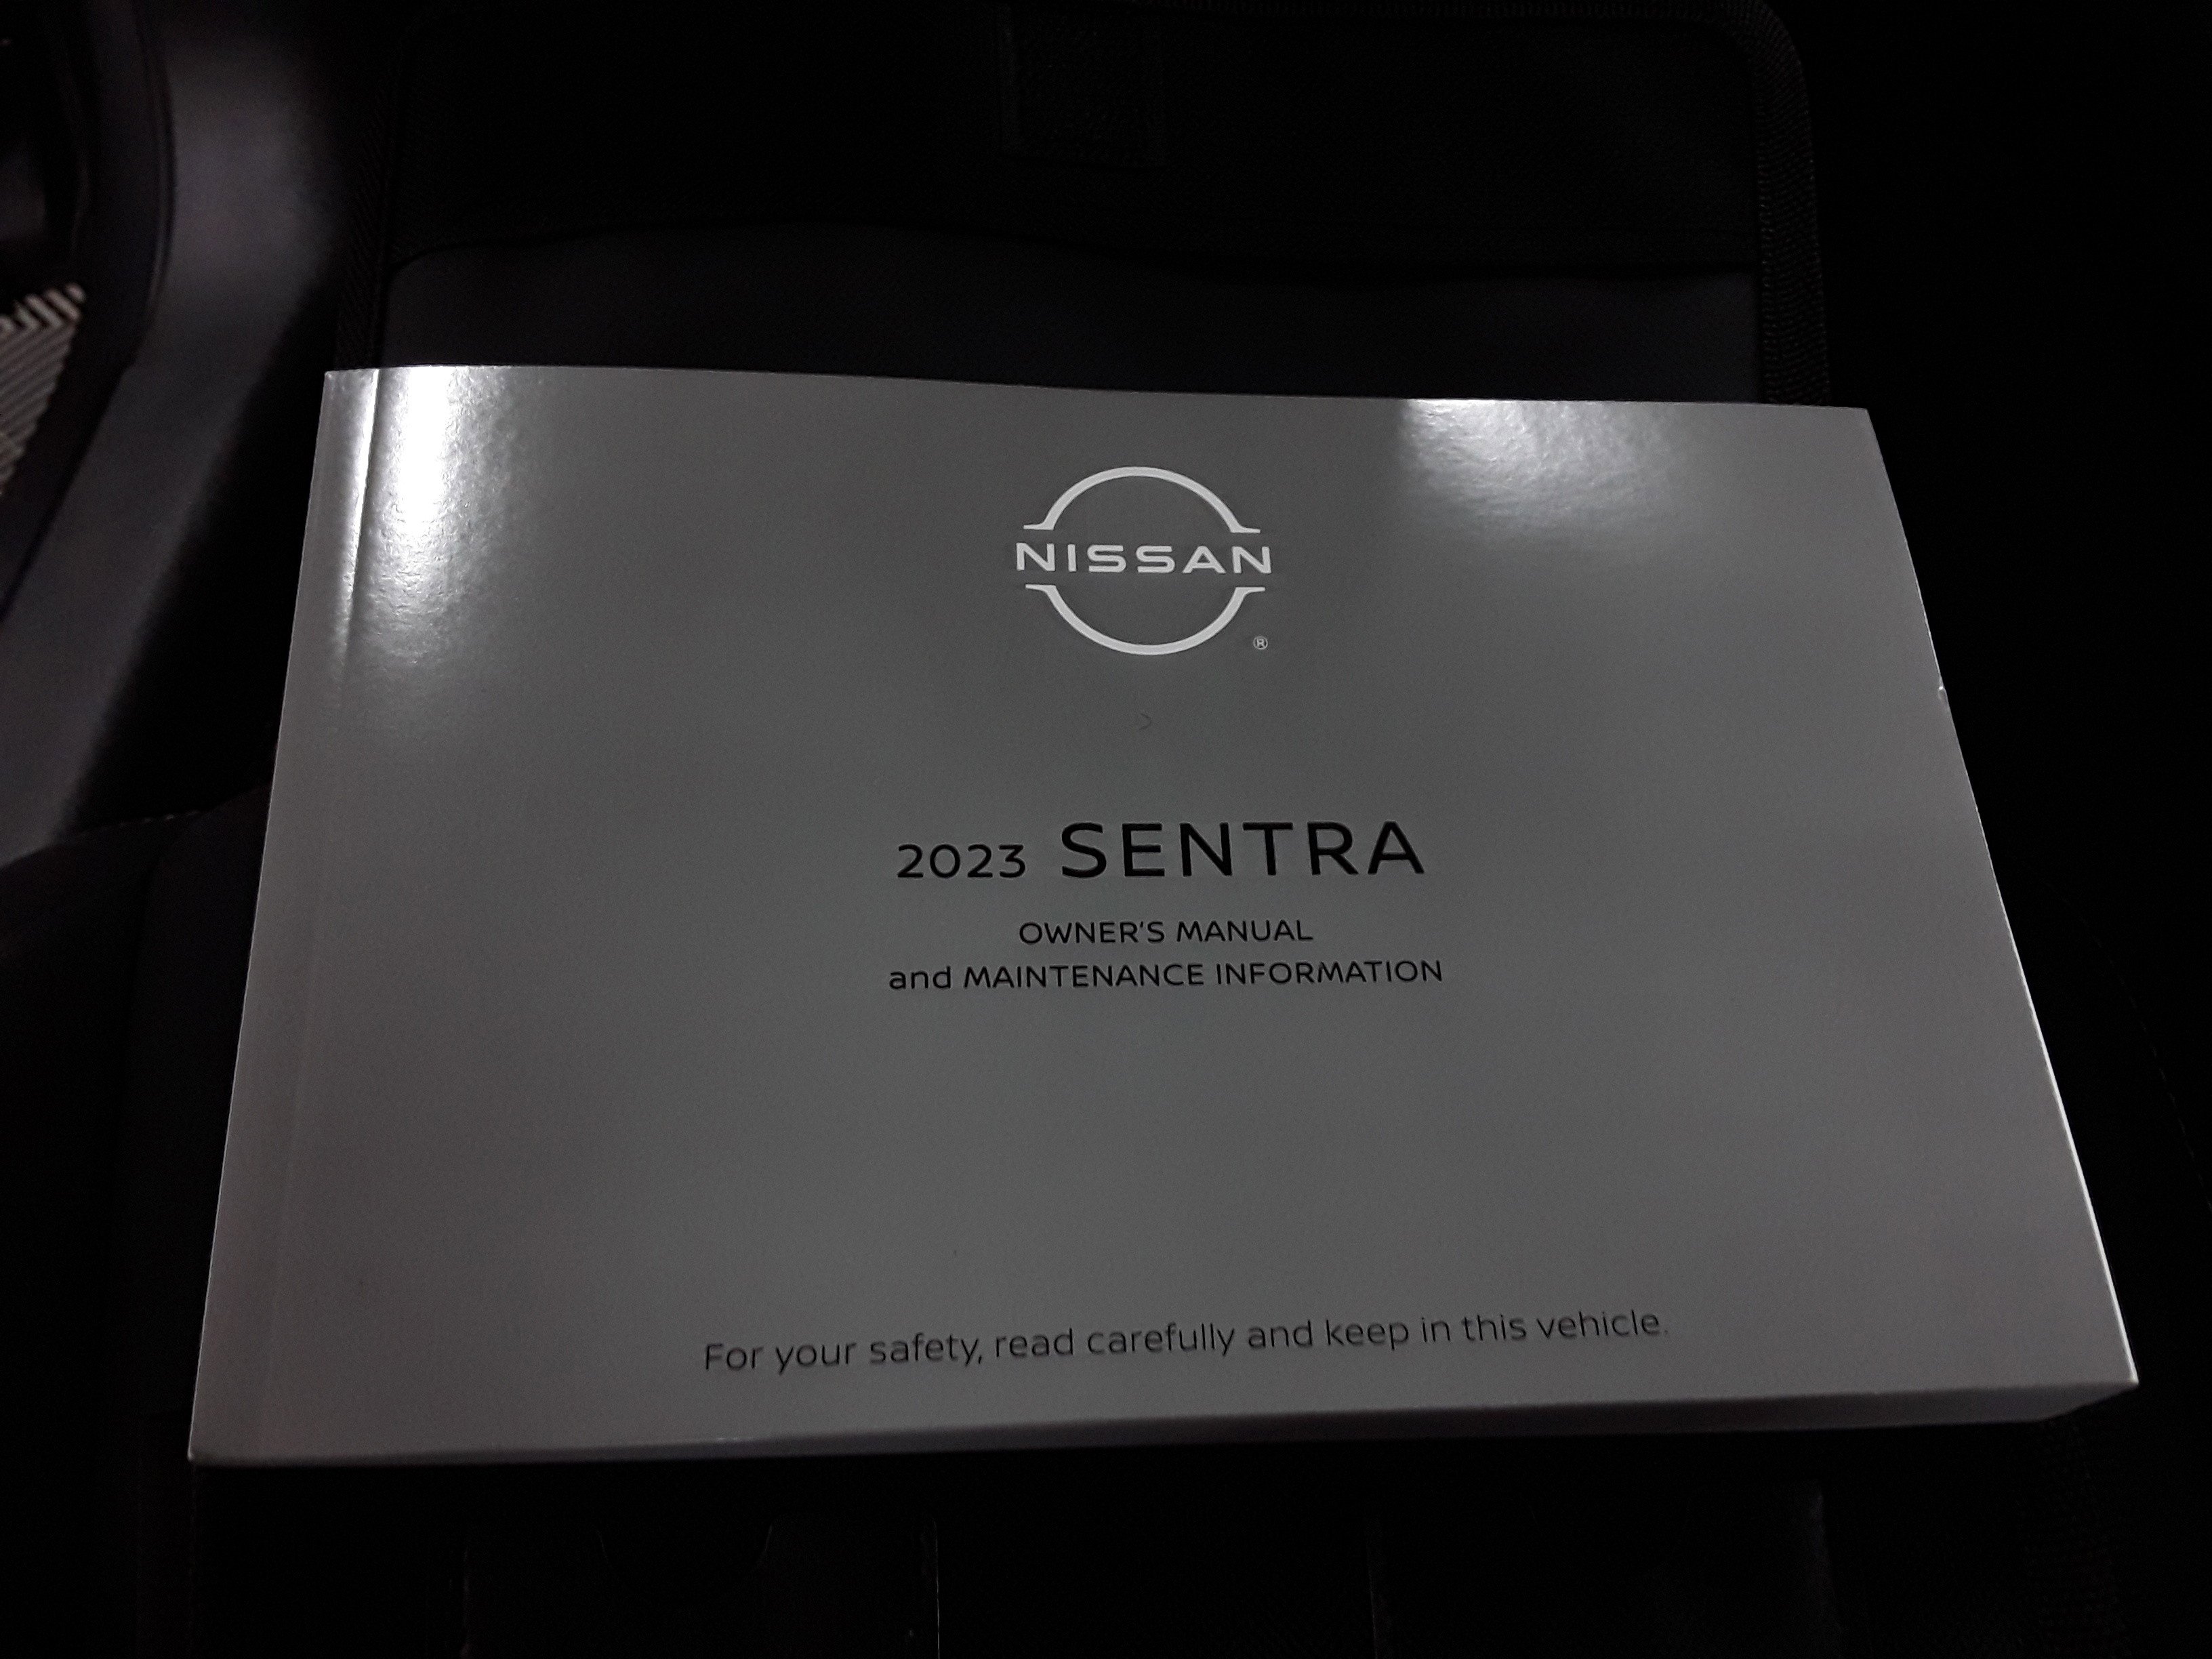 NISSAN
®
2023 SENTRA
OWNER'S MANUAL
and MAINTENANCE INFORMATION
For your safety, read carefully and keep in this vehicle.